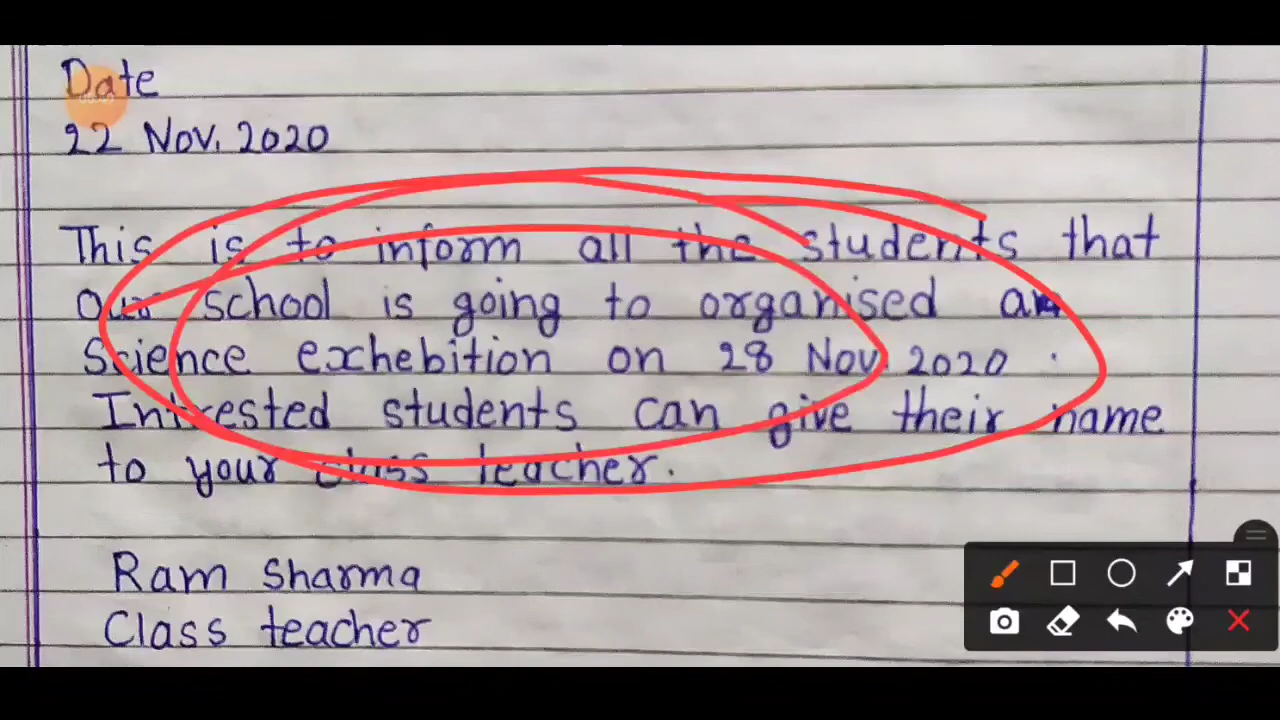 Date
22 Nov. 2020
This is to inform all the students that
Our school is going to organised an
Science exhebition on 28 Nov. 2020.
Intrested students can give their name
to your class teacher.
Ram Sharma
Class teacher